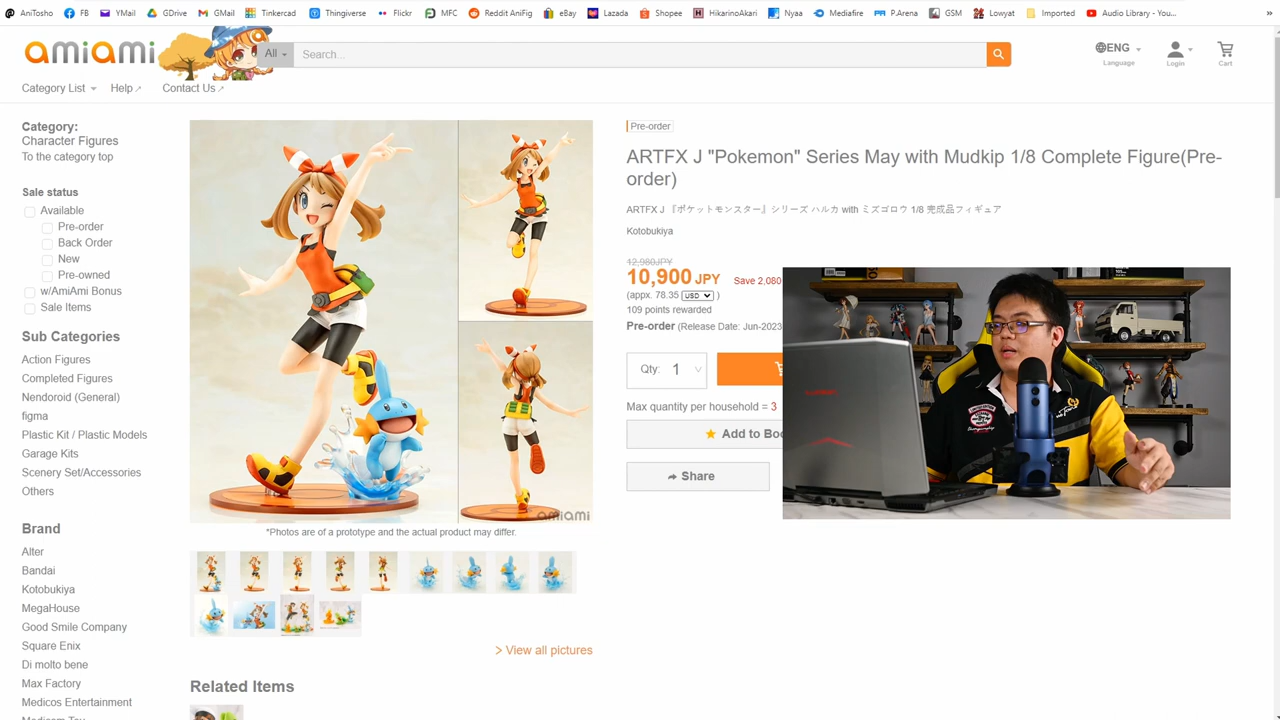 AniTosho
FB
YMail
GDrive
GMail
Tinkercad
Thingiverse
Flickr
MFC
Reddit AniFig
eBay
Lazada
Shopee
HikarinoAkari
Nyaa
Mediafire
P.Arena
GSM
Lowyat
Imported
Audio Library - You...
»
amiami
All
Search...
ENG
Language
Login
Cart
Category List
Help
Contact Us
Category:
Character Figures
To the category top
Sale status
Available
Pre-order
Back Order
New
Pre-owned
w/AmiAmi Bonus
Sale Items
Sub Categories
Action Figures
Completed Figures
Nendoroid (General)
figma
Plastic Kit / Plastic Models
Garage Kits
Scenery Set/Accessories
Others
Brand
Alter
Bandai
Kotobukiya
MegaHouse
Good Smile Company
Square Enix
Di molto bene
Max Factory
Medicos Entertainment
amiami
*Photos are of a prototype and the actual product may differ.
> View all pictures
Related Items
Pre-order
ARTFX J "Pokemon" Series May with Mudkip 1/8 Complete Figure(Pre-
order)
ARTFX J 『ポケットモンスター』シリーズ ハルカ with ミズゴロウ 1/8 完成品フィギュア
Kotobukiya
12,980JPY
10,900 JPY Save 2,080
(appx. 78.35 USD )
109 points rewarded
Pre-order (Release Date: Jun-2023
Qty: 1
Max quantity per household = 3
Add to Boo
Share